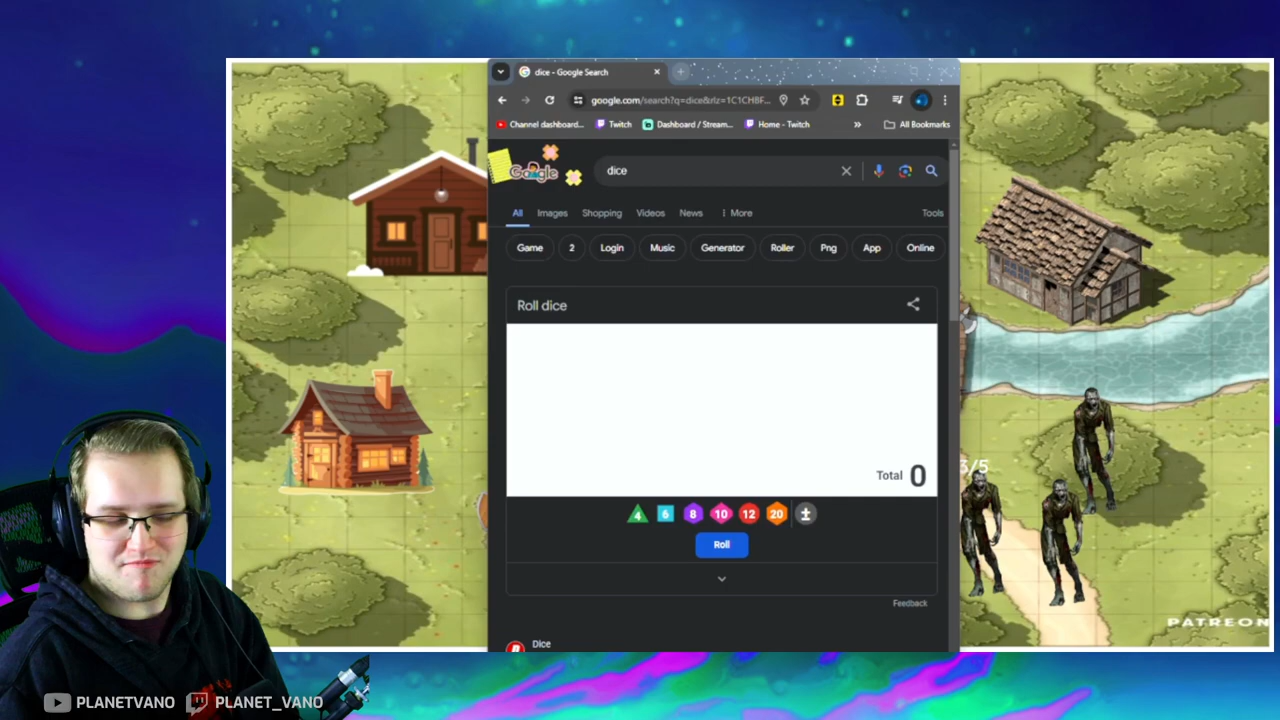 dice - Google Search
google.com/search?q=dice&rlz=1C1CHBF...
Channel dashboard...
Twitch
Dashboard / Stream...
Home - Twitch
»
All Bookmarks
Google
dice
All
Images
Shopping
Videos
News
More
Tools
Game
2
Login
Music
Generator
Roller
Png
App
Online
Roll dice
Total 0
3/5
4
6
8
10
12
20
±
Roll
Feedback
Dice
PATREON
PLANETVANO
PLANET_VANO